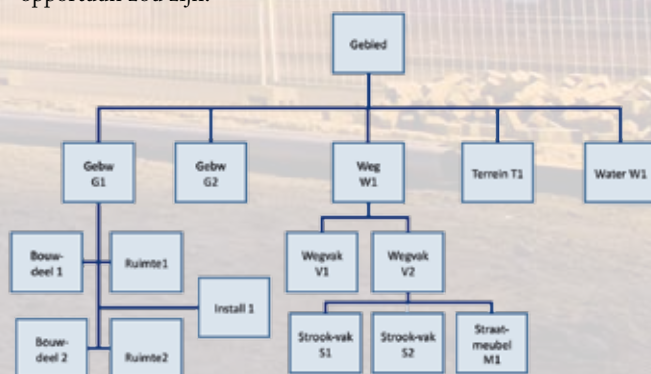 Gebied
Gebw
G1
Gebw
G2
Weg
W1
Terrein T1
Water W1
Bouw-
deel 1
Ruimte1
Wegvak
V1
Wegvak
V2
Install 1
Bouw-
deel 2
Ruimte2
Strook-vak
S1
Strook-vak
S2
Straat-
meubel
M1